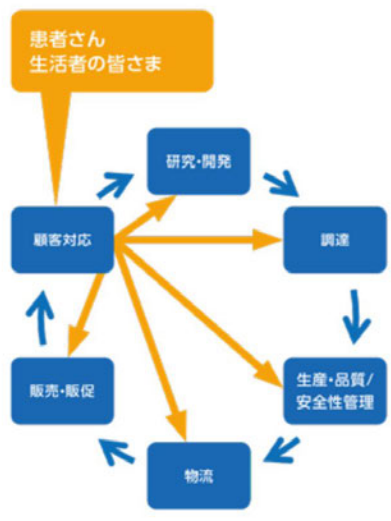 患者さん
生活者の皆さま
研究・開発
顧客対応
調達
販売・販促
生産・品質/
安全性管理
物流